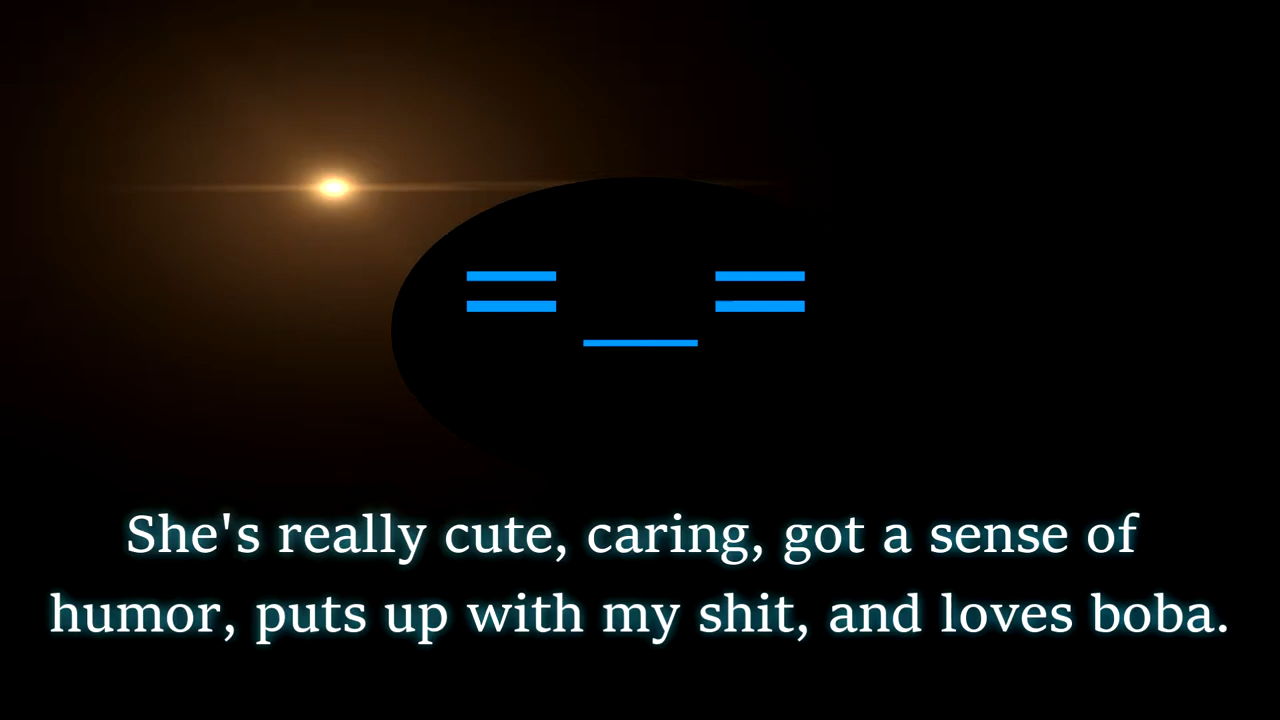 She's really cute, caring, got a sense of
humor, puts up with my shit, and loves boba.